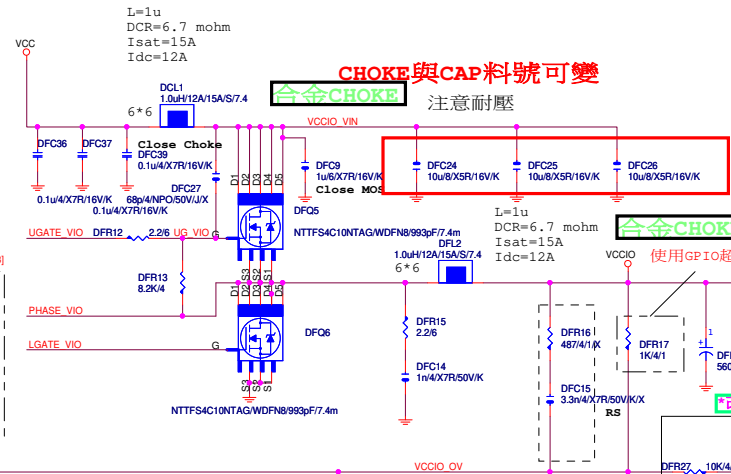 L=1u
DCR=6.7 mohm
Isat=15A
Idc=12A
VCC
CHOKE與CAP料號可變
DCL1
1.0uH/12A/15A/S/7.4
合金CHOKE
注意耐壓
6*6
VCCIO_VIN
Close Choke
DFC36
DFC37
DFC39
0.1u/4/X7R/16V/K
DFC27
0.1u/4/X7R/16V/K
68p/4/NPO/50V/J/X
0.1u/4/X7R/16V/K
DFC9
1u/6/X7R/16V/K
Close MOS
DFC24
10u/8/X5R/16V/K
DFC25
10u/8/X5R/16V/K
DFC26
10u/8/X5R/16V/K
D1
D2
D3
D4
D5
DFQ5
NTTFS4C10NTAG/WDFN8/993pF/7.4m
UGATE_VIO
DFR12
2.2/6
UG_VIO
G
S3
S2
S1
L=1u
DCR=6.7 mohm
Isat=15A
Idc=12A
合金CHOK
DFL2
1.0uH/12A/15A/S/7.4
6*6
VCCIO
使用GPIO超
DFR13
8.2K/4
PHASE_VIO
LGATE_VIO
D1
D2
D3
D4
D5
DFQ6
G
S3
S2
S1
NTTFS4C10NTAG/WDFN8/993pF/7.4m
DFR15
2.2/6
DFC14
1n/4/X7R/50V/K
DFR16
487/4/1/X
DFC15
3.3n/4/X7R/50V/K/X
RS
DFR17
1K/4/1
1
+
DF
560
VCCIO_OV
DFR27
10K/4/